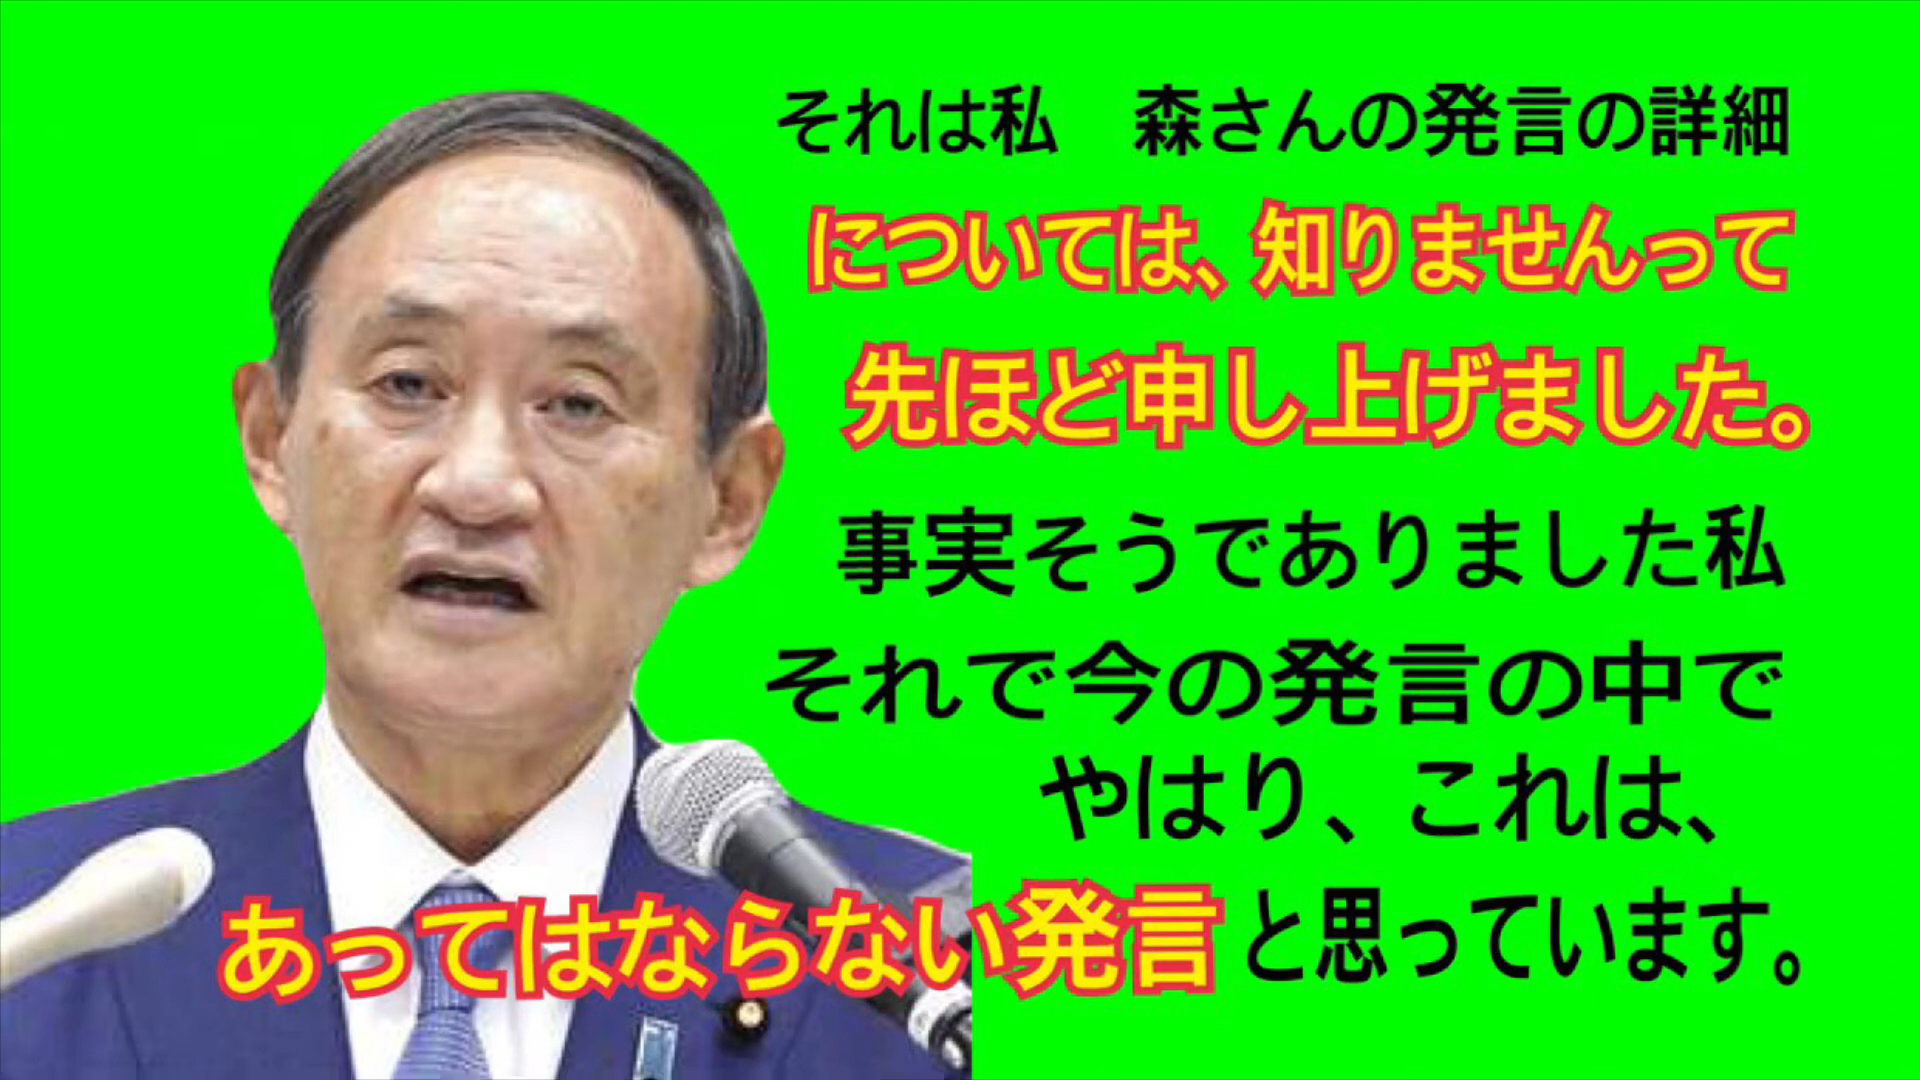 それは私　森さんの発言の詳細
については、知りませんって
先ほど申し上げました。
事実そうでありました私
それで今の発言の中で
やはり、これは、
あってはならない発言と思っています。